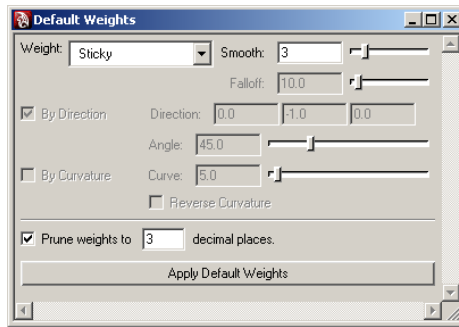 Default Weights
Weight: Sticky Smooth: 3
Falloff: 10.0
By Direction Direction: 0.0 -1.0 0.0
Angle: 45.0
By Curvature Curve: 5.0
Reverse Curvature
Prune weights to 3 decimal places.
Apply Default Weights